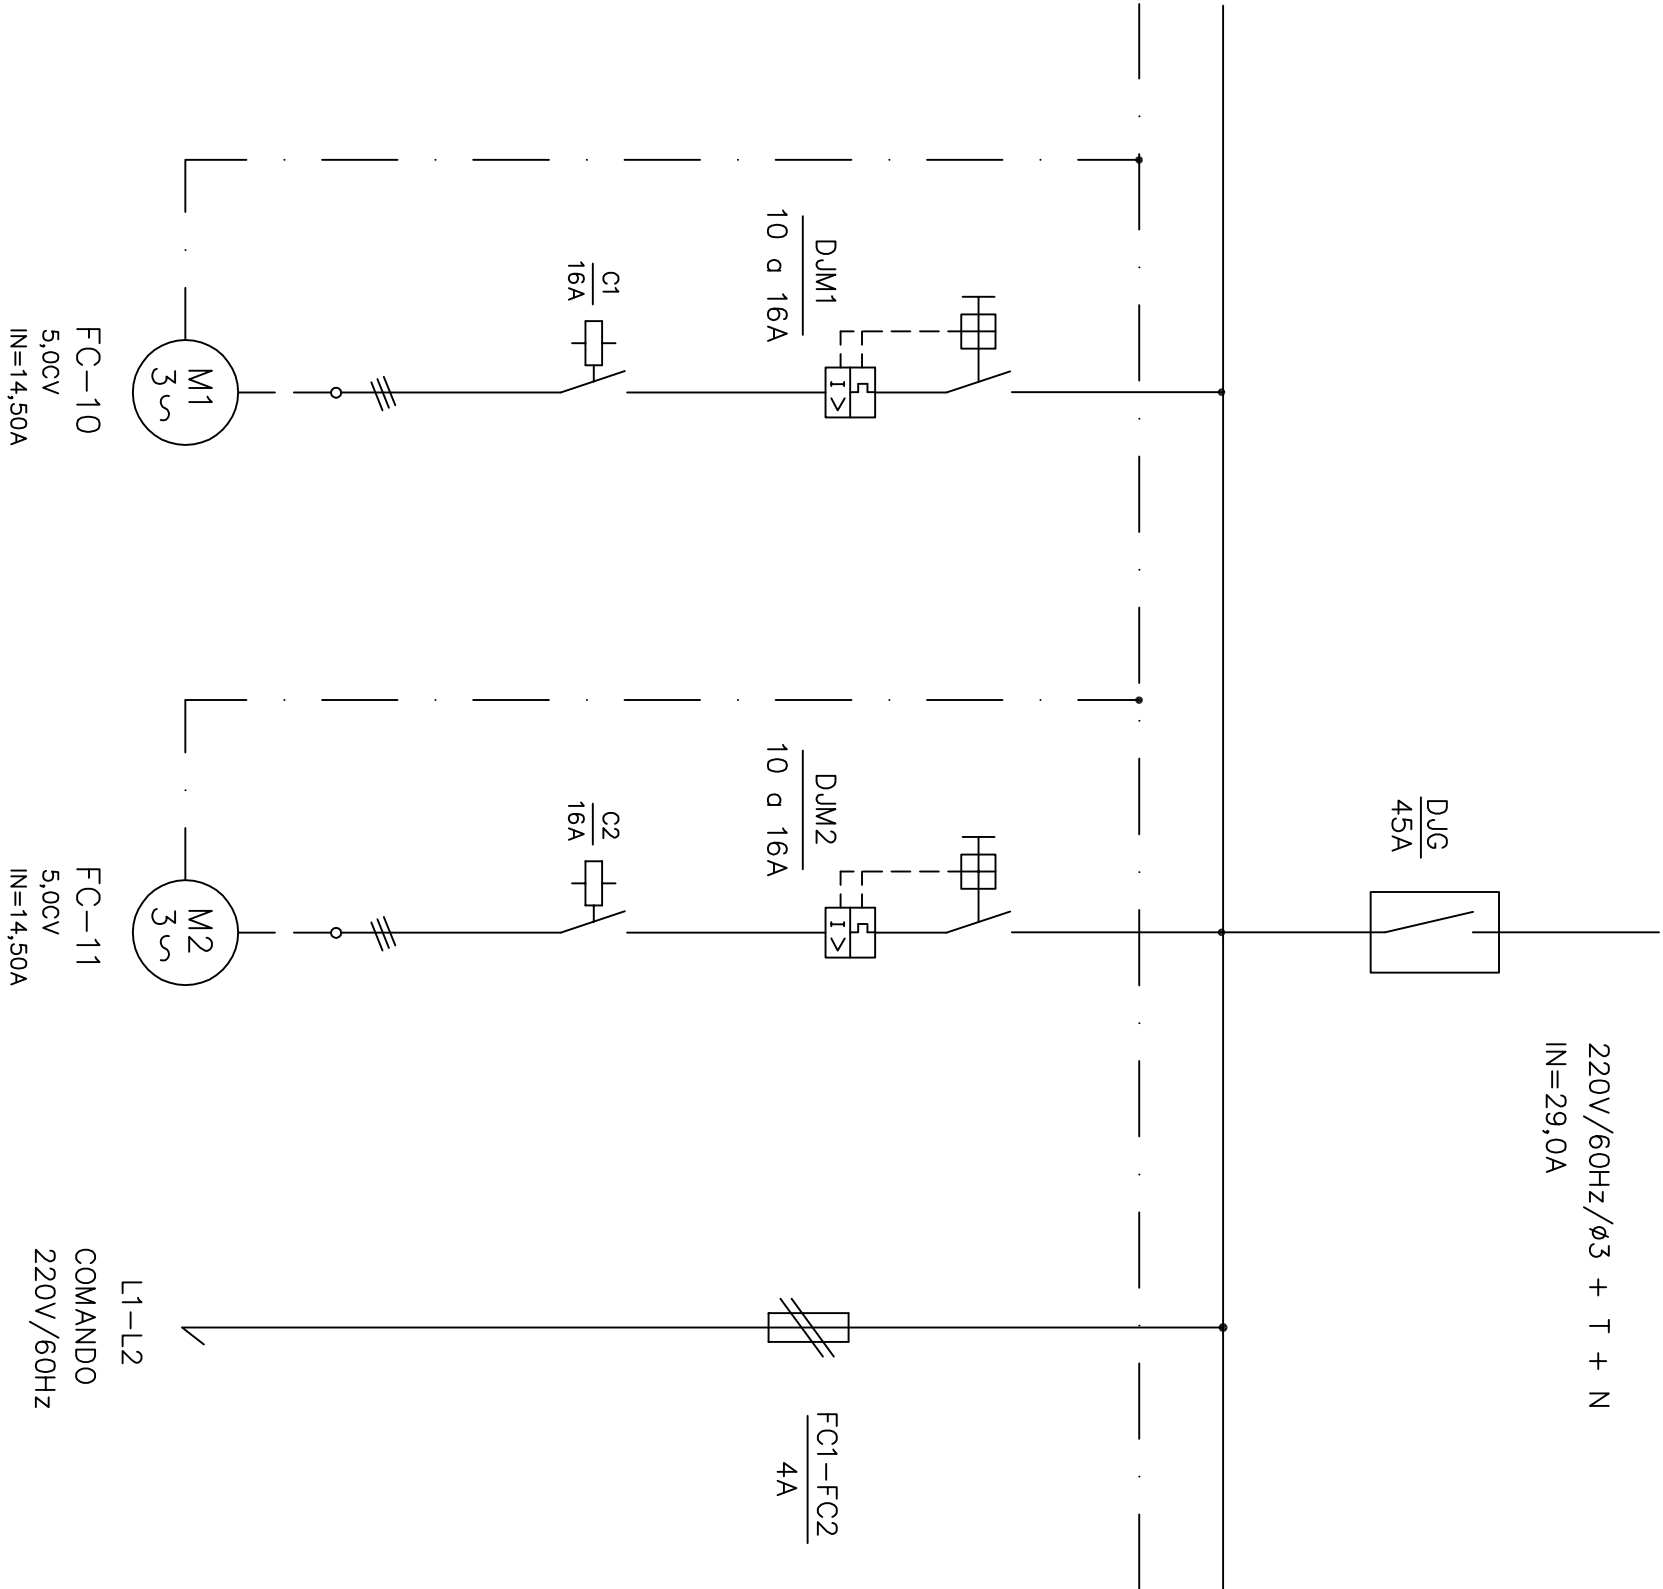 220V/60Hz/ø3 + T + N
IN=29,0A
DJG
45A
DJM1
10 a 16A
DJM2
10 a 16A
FC1-FC2
4A
C1
16A
C2
16A
M1
3~
M2
3~
FC-10
5,0CV
IN=14,50A
FC-11
5,0CV
IN=14,50A
L1-L2
COMANDO
220V/60Hz
I>
I>